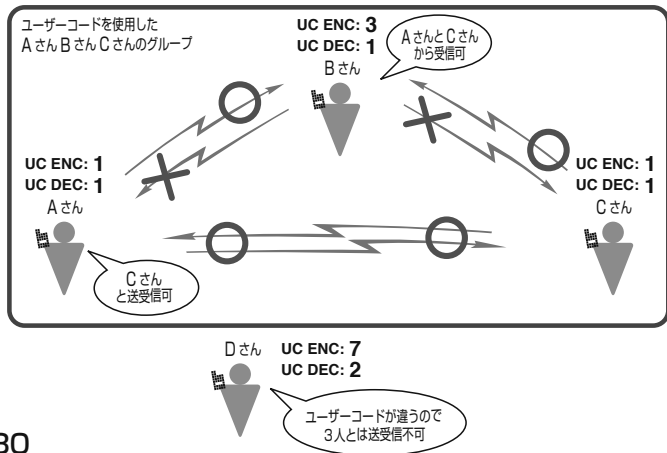 ユーザーコードを使用した
AさんBさんCさんのグループ
UC ENC: 3
UC DEC: 1
Bさん
AさんとCさん
から受信可
UC ENC: 1
UC DEC: 1
Aさん
Cさん
と送受信可
UC ENC: 1
UC DEC: 1
Cさん
Dさん
UC ENC: 7
UC DEC: 2
ユーザーコードが違うので
3人とは送受信不可
30